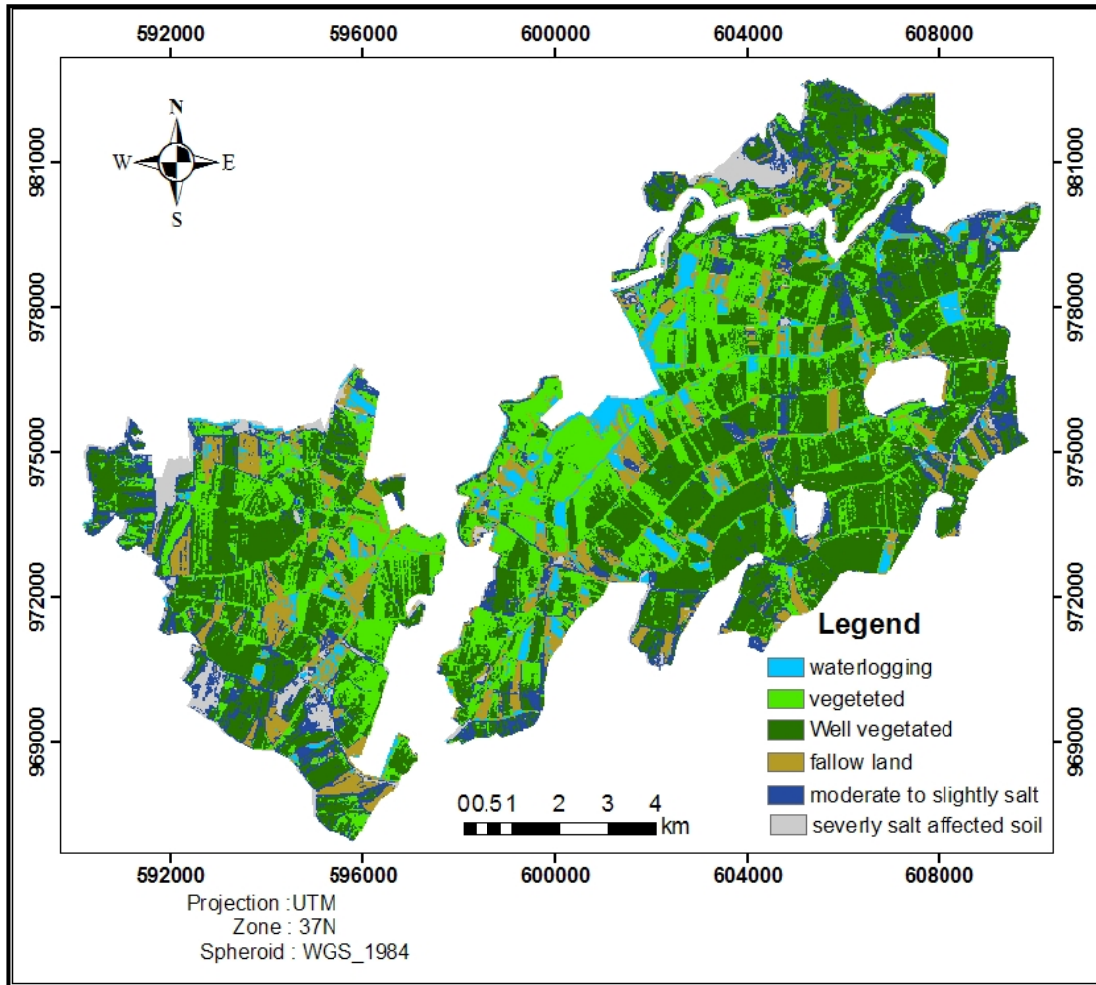 592000 596000 600000 604000 608000
N
W E
S
981000 981000
978000 978000
975000 975000
972000 972000
969000 969000
Legend
waterlogging
vegeteted
Well vegetated
fallow land
moderate to slightly salt
severly salt affected soil
00.51 2 3 4
km
592000 596000 600000 604000 608000
Projection :UTM
Zone : 37N
Spheroid : WGS_1984